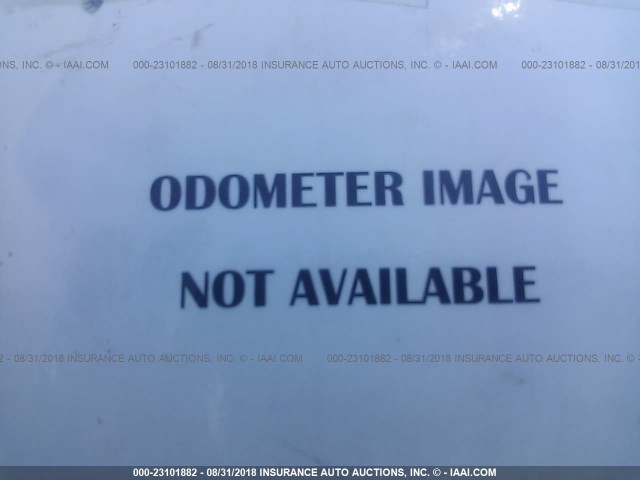 NS, INC. © - IAAI.COM 000-23101882 - 08/31/2018 INSURANCE AUTO AUCTIONS, INC. © - IAAI.COM 000-23101882 - 08/31/2018
ODOMETER IMAGE
NOT AVAILABLE
2 - 08/31/2018 INSURANCE AUTO AUCTIONS, INC. © - IAAI.COM 000-23101882 - 08/31/2018 INSURANCE AUTO AUCTIONS, INC. © -
000-23101882 - 08/31/2018 INSURANCE AUTO AUCTIONS, INC. © - IAAI.COM